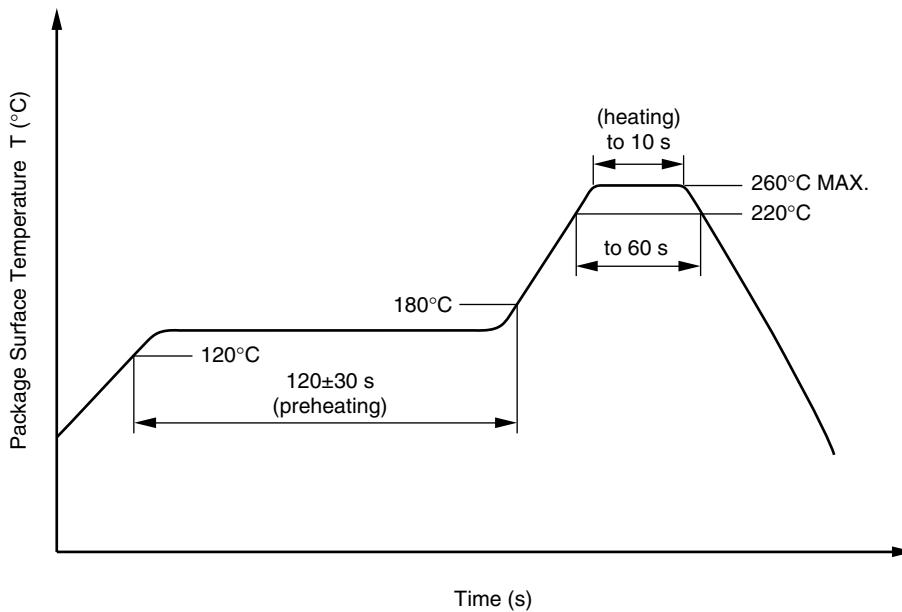 Package Surface Temperature T (°C)
(heating)
to 10 s
260°C MAX.
220°C
to 60 s
180°C
120°C
120±30 s
(preheating)
Time (s)